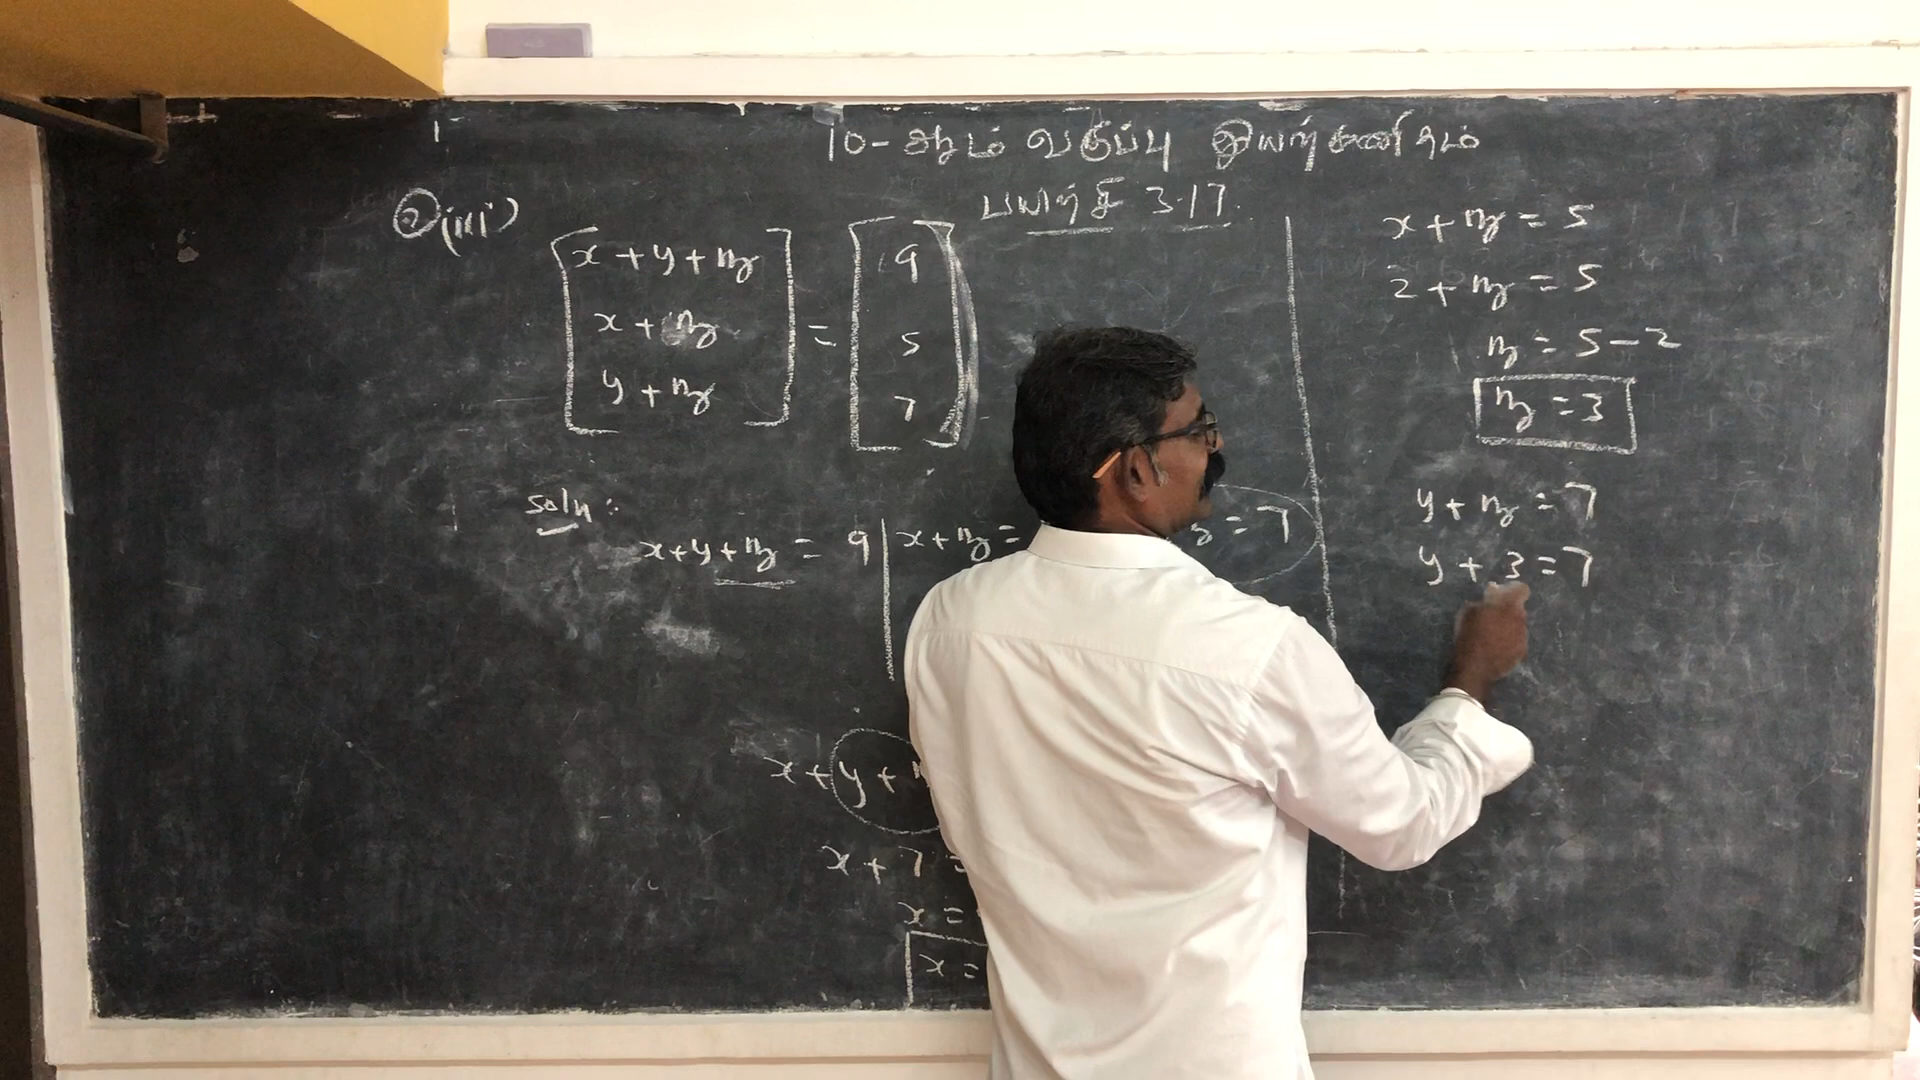 10-ஆம் வகுப்பு இயற்கணிதம்
பயிற்சி 3.17
(iii)
x + y + z
x + z
y + z
=
9
5
7
Soln:
x+y+z = 9 | x+z =
z = 7
x + y +
x + 7 =
x =
x =
x + z = 5
2 + z = 5
z = 5 - 2
z = 3
y + z = 7
y + 3 = 7